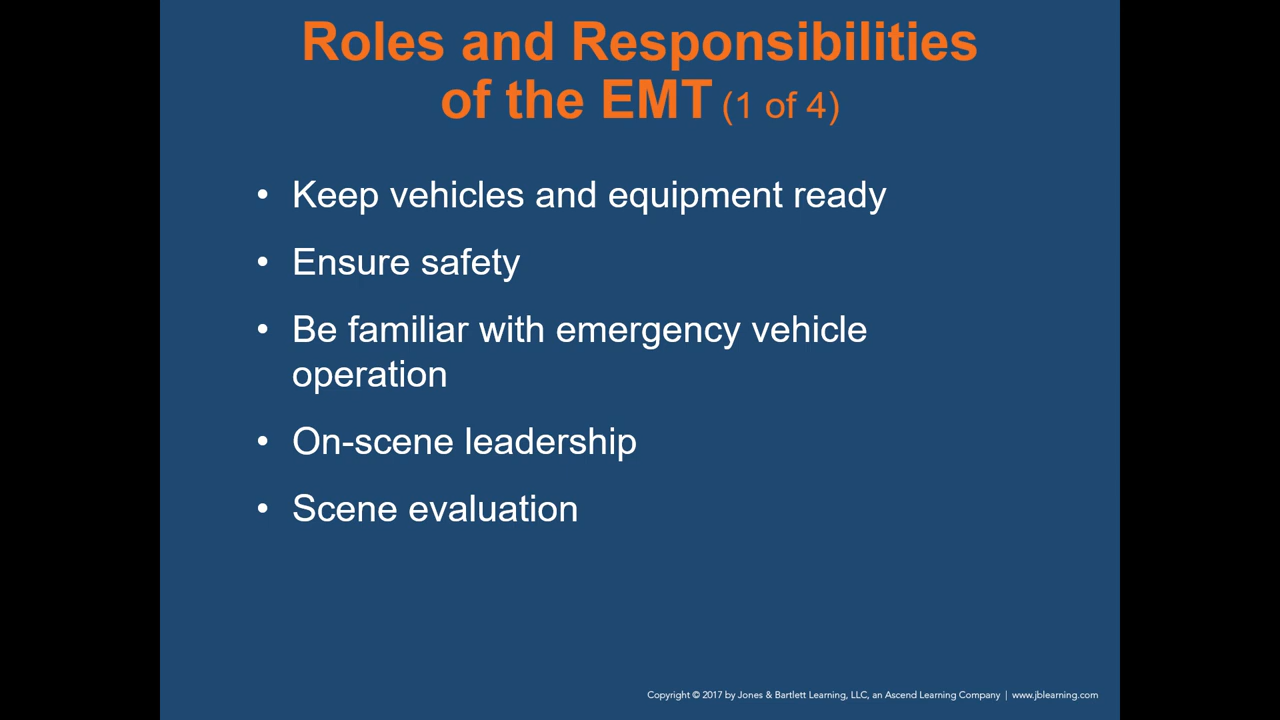 Roles and Responsibilities
of the EMT (1 of 4)
• Keep vehicles and equipment ready
• Ensure safety
• Be familiar with emergency vehicle
operation
• On-scene leadership
• Scene evaluation
Copyright © 2017 by Jones & Bartlett Learning, LLC, an Ascend Learning Company | www.jblearning.com